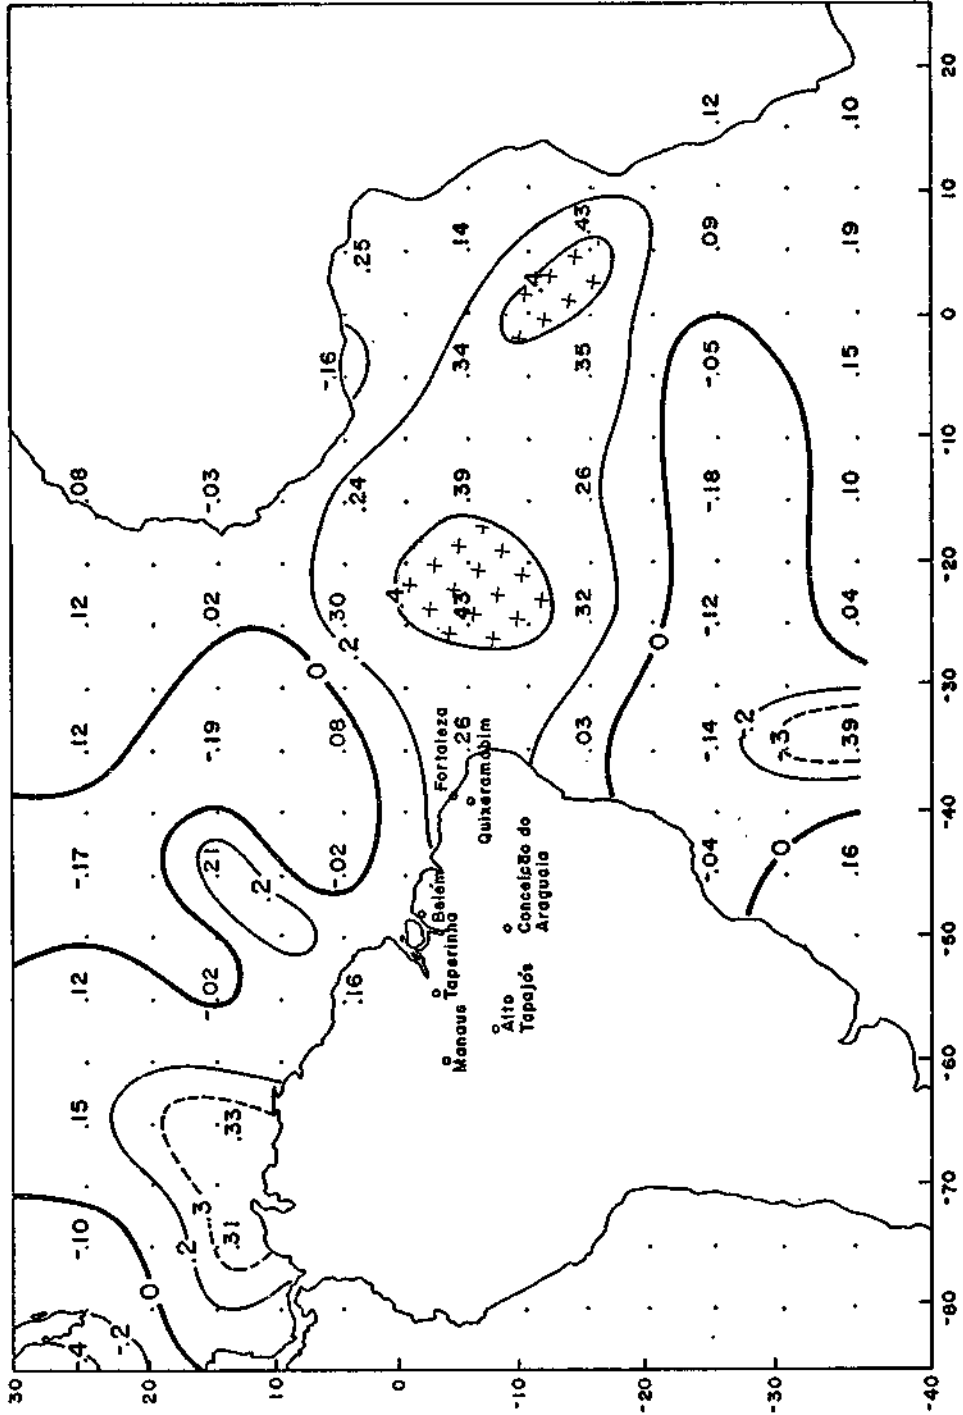 30
-.4 -.10 .15 .12 -.17 .12 .12 .08
-.2
20 0
.2 .3 -.02 .21 -.19 .02 -.03
.31 .33
.2
10
0
-.02 .08 .30 -.16
.16 .2 .24 .25
0 .4
Fortaleza
Belém
Taperinha
Manaus
.26 .43 .39 .34 .14
Quixeramobim
Alto
Tapajós
Conceição do
Araguaia
-10 .4
.03 .32 .26 .35 .43
-20 0
-.04 -.14 -.12 -.18 -.05 .09 .12
-.2
-30 0 -.3
.16 .39 .04 .10 .15 .19 .10
-40
-80 -70 -60 -50 -40 -30 -20 -10 0 10 20